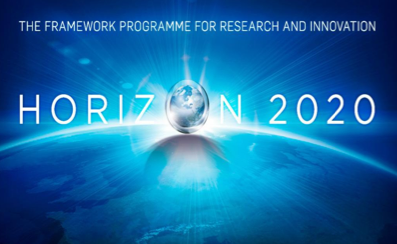 THE FRAMEWORK PROGRAMME FOR RESEARCH AND INNOVATION
HORIZON 2020